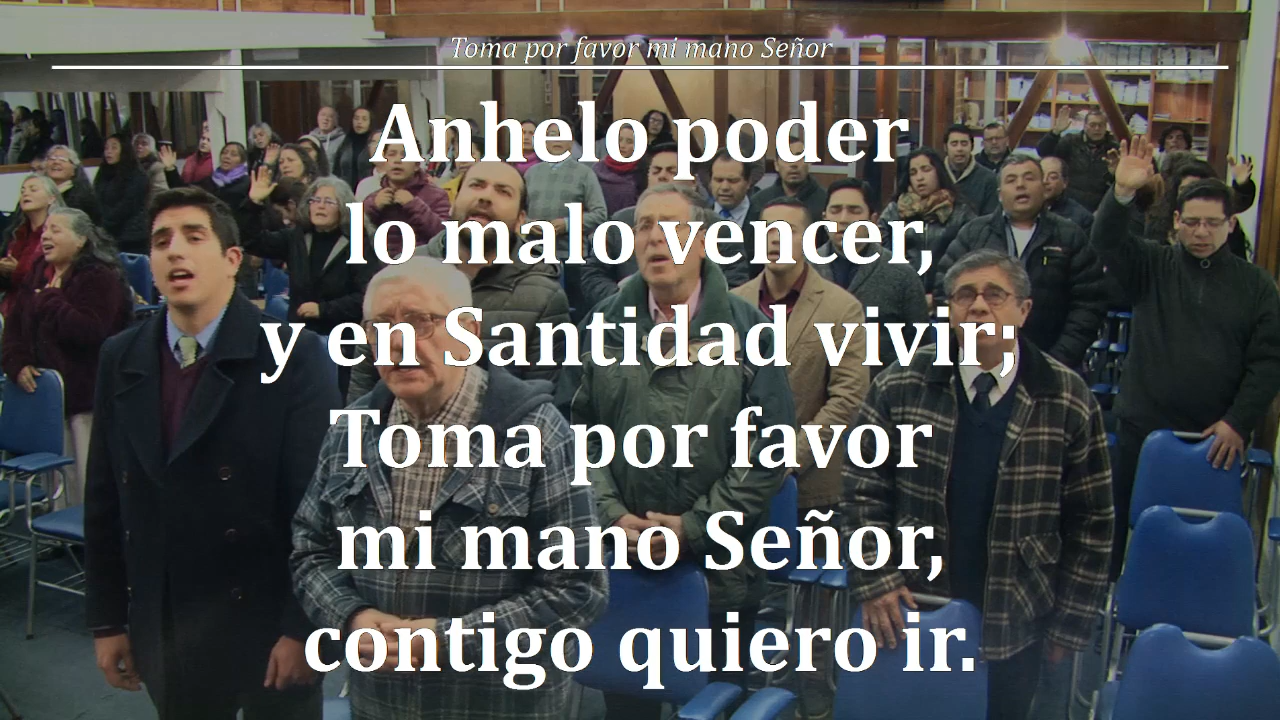 Toma por favor mi mano Señor
Anhelo poder
lo malo vencer,
y en Santidad vivir;
Toma por favor
mi mano Señor,
contigo quiero ir.